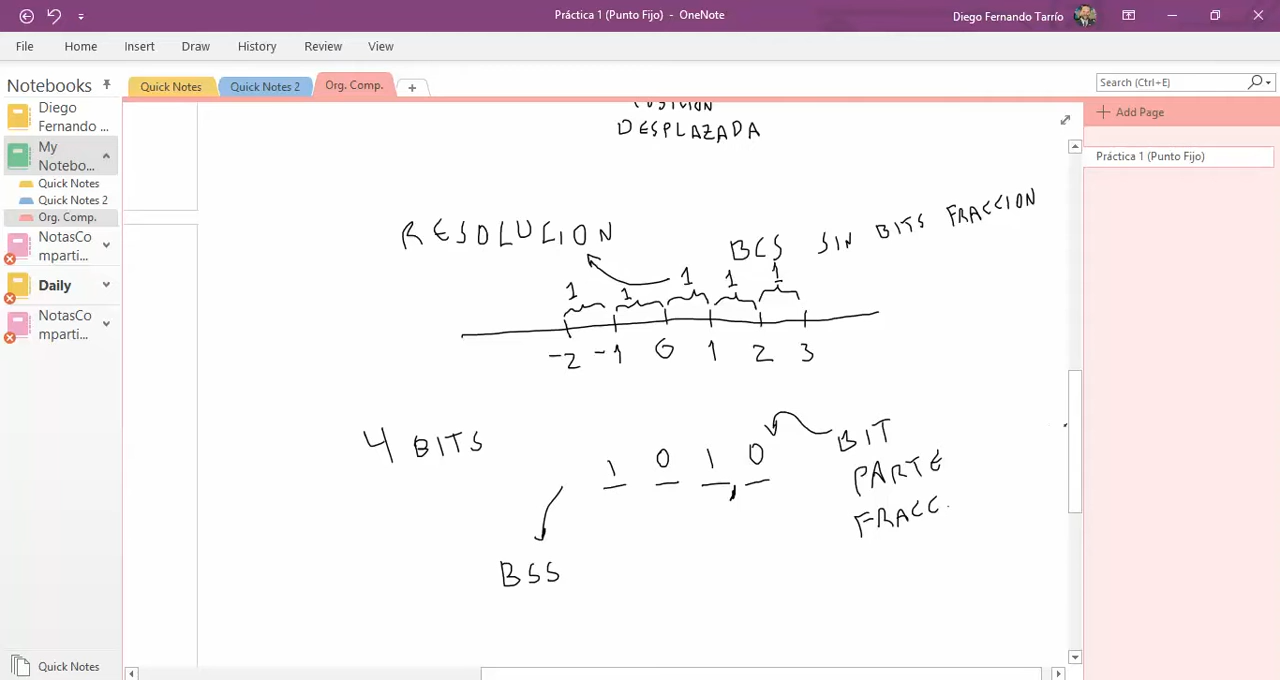 Práctica 1 (Punto Fijo) - OneNote
Diego Fernando Tarrío
File Home Insert Draw History Review View
Notebooks
Quick Notes
Quick Notes 2
Org. Comp.
Search (Ctrl+E)
Diego
Fernando ...
Add Page
My
Notebo...
Práctica 1 (Punto Fijo)
Quick Notes
Quick Notes 2
Org. Comp.
NotasCo
mparti...
Daily
NotasCo
mparti...
Quick Notes
DESPLAZADA
RESOLUCION
BCS SIN BITS FRACCION
1 1 1 1 1
-2 -1 0 1 2 3
4 BITS
1 0 1 , 0
BIT
PARTE
FRACC.
BSS